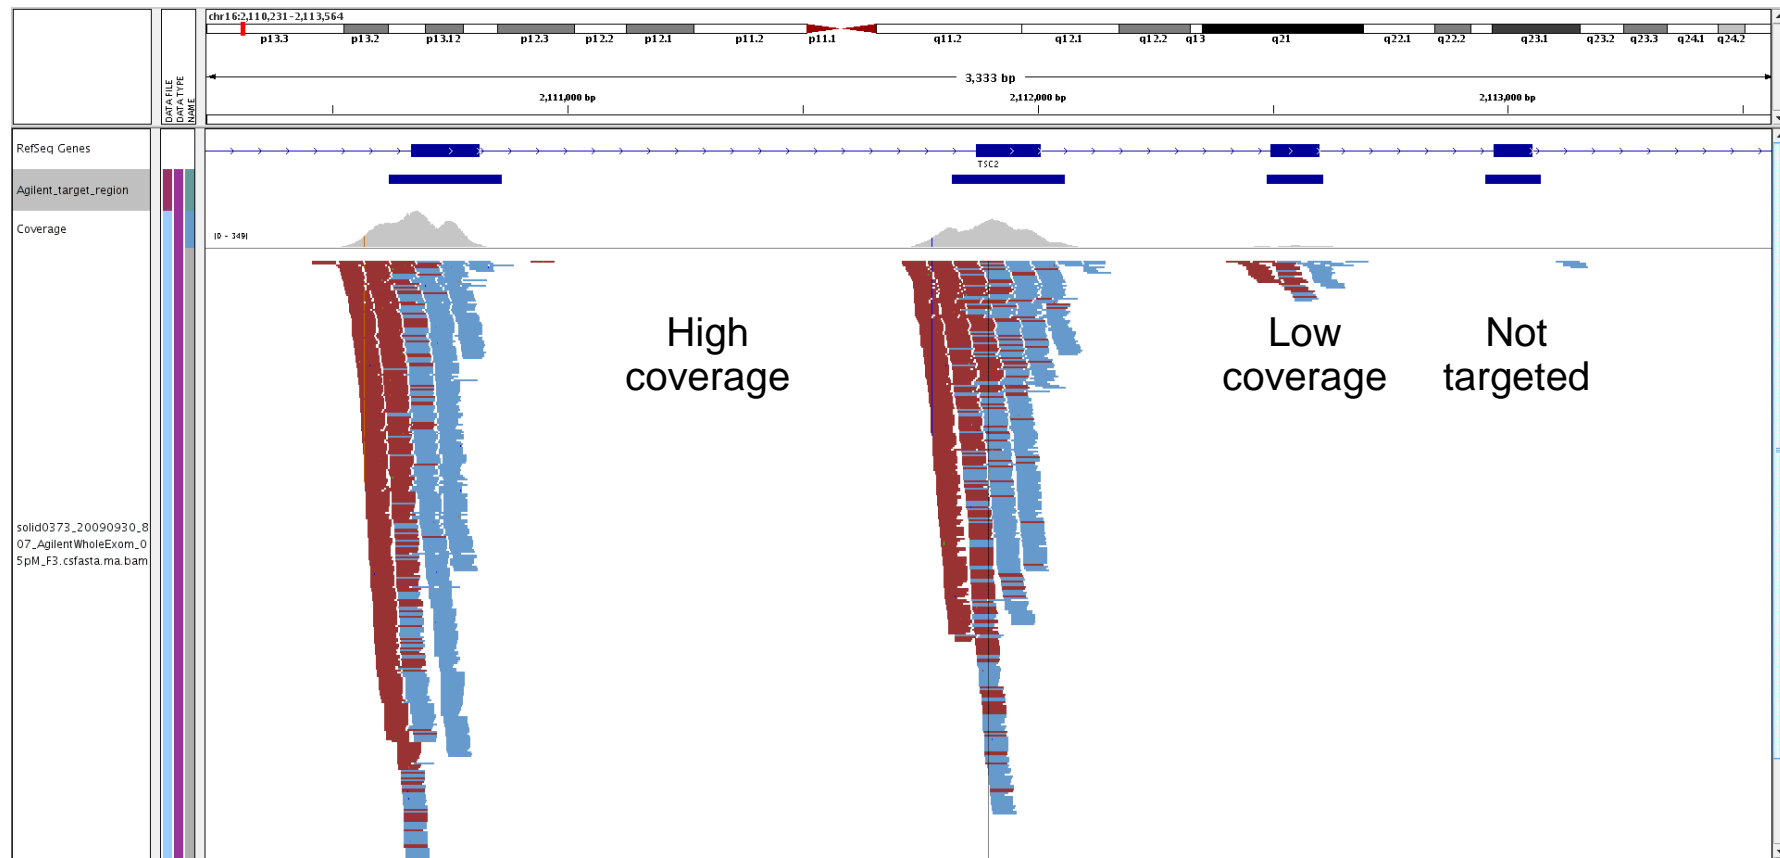 chr16:2,110,231-2,113,564
p13.3 p13.2 p13.12 p12.3 p12.2 p12.1 p11.2 p11.1 q11.2 q12.1 q12.2 q13 q21 q22.1 q22.2 q23.1 q23.2 q23.3 q24.1 q24.2
3,333 bp
2,111,000 bp 2,112,000 bp 2,113,000 bp
DATA FILE
DATA TYPE
NAME
RefSeq Genes
TSC2
Agilent_target_region
Coverage
[0 - 349]
High
coverage
Low
coverage
Not
targeted
solid0373_20090930_8
07_AgilentWholeExom_0
5pM_F3.csfasta.ma.bam